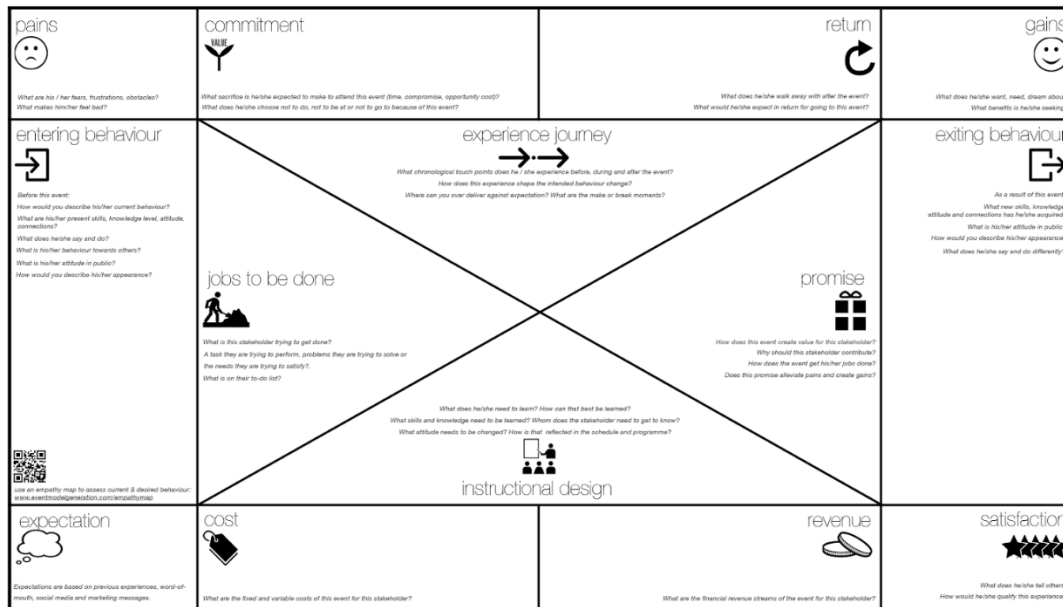 pains
What are his / her fears, frustrations, obstacles?
What makes him/her feel bad?
commitment
VALUE
What sacrifice is he/she expected to make to attend this event (time, compromise, opportunity cost)?
What does he/she choose not to do, not to be at or not to go to because of this event?
return
What does he/she walk away with after the event?
What would he/she expect in return for going to this event?
gains
What does he/she want, need, dream abou
What benefits is he/she seeking
entering behaviour
Before this event:
How would you describe his/her current behaviour?
What are his/her present skills, knowledge level, attitude,
connections?
What does he/she say and do?
What is his/her behaviour towards others?
What is his/her attitude in public?
How would you describe his/her appearance?
use an empathy map to assess current & desired behaviour:
www.eventmodelgeneration.com/empathymap
experience journey
What chronological touch points does he / she experience before, during and after the event?
How does this experience shape the intended behaviour change?
Where can you over deliver against expectation? What are the make or break moments?
jobs to be done
What is this stakeholder trying to get done?
A task they are trying to perform, problems they are trying to solve or
the needs they are trying to satisfy?.
What is on their to-do list?
promise
How does this event create value for this stakeholder?
Why should this stakeholder contribute?
How does the event get his/her jobs done?
Does this promise alleviate pains and create gains?
What does he/she need to learn? How can that best be learned?
What skills and knowledge need to be learned? Whom does the stakeholder need to get to know?
What attitude needs to be changed? How is that reflected in the schedule and programme?
instructional design
exiting behaviour
As a result of this event
What new skills, knowledge
attitude and connections has he/she acquired
What is his/her attitude in public
How would you describe his/her appearance
What does he/she say and do differently?
expectation
Expectations are based on previous experiences, word-of-
mouth, social media and marketing messages.
cost
What are the fixed and variable costs of this event for this stakeholder?
revenue
What are the financial revenue streams of the event for this stakeholder?
satisfaction
What does he/she tell others
How would he/she qualify this experience